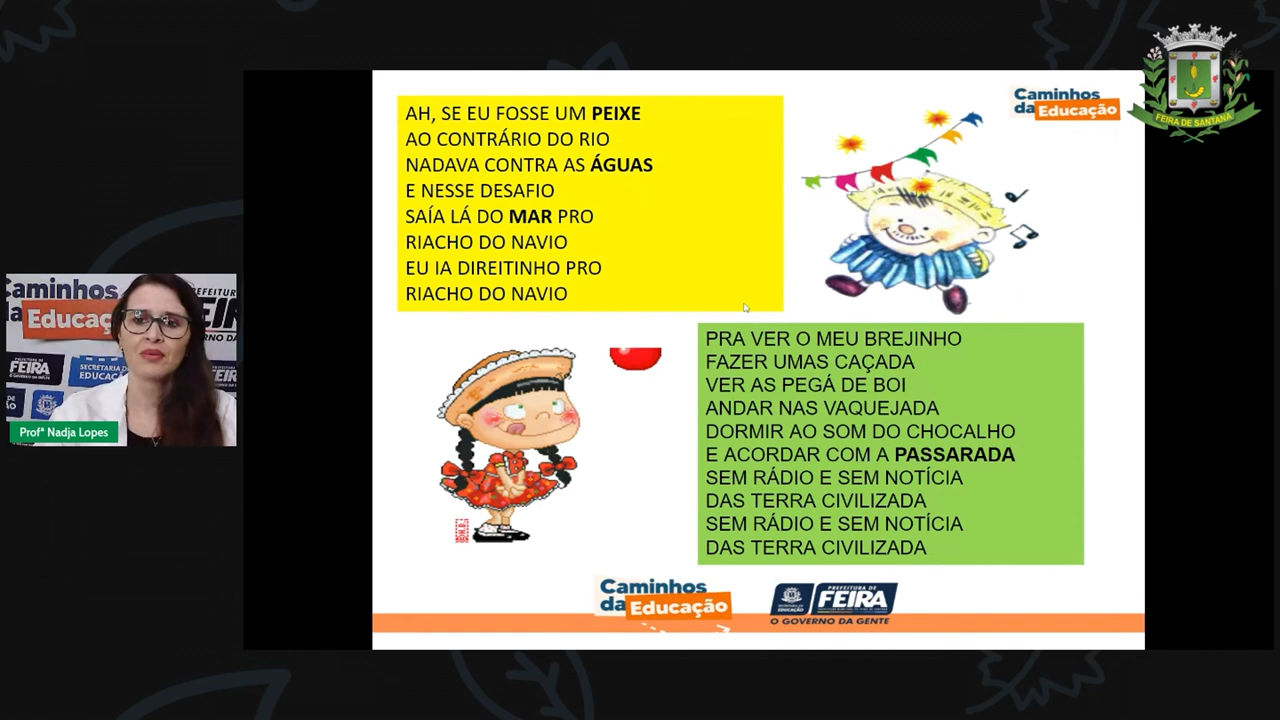 Caminhos
da Educação
FEIRA DE SANTANA
AH, SE EU FOSSE UM PEIXE
AO CONTRÁRIO DO RIO
NADAVA CONTRA AS ÁGUAS
E NESSE DESAFIO
SAÍA LÁ DO MAR PRO
RIACHO DO NAVIO
EU IA DIREITINHO PRO
RIACHO DO NAVIO
PRA VER O MEU BREJINHO
FAZER UMAS CAÇADA
VER AS PEGÁ DE BOI
ANDAR NAS VAQUEJADA
DORMIR AO SOM DO CHOCALHO
E ACORDAR COM A PASSARADA
SEM RÁDIO E SEM NOTÍCIA
DAS TERRA CIVILIZADA
SEM RÁDIO E SEM NOTÍCIA
DAS TERRA CIVILIZADA
Profª Nadja Lopes
Caminhos
da Educação
PREFEITURA DE
FEIRA
O GOVERNO DA GENTE